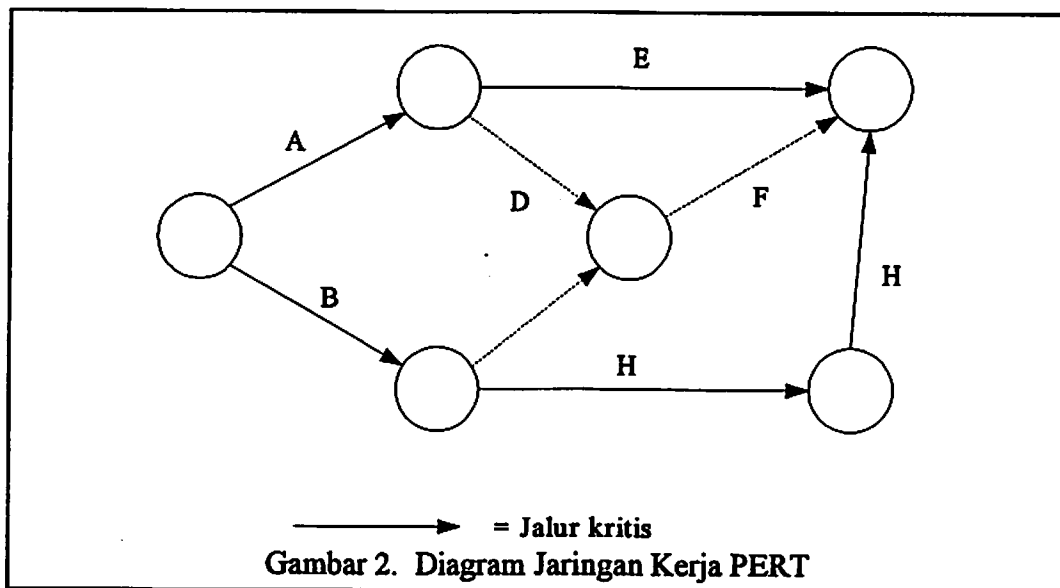 E
A
D
F
B
H
H
= Jalur kritis
Gambar 2. Diagram Jaringan Kerja PERT